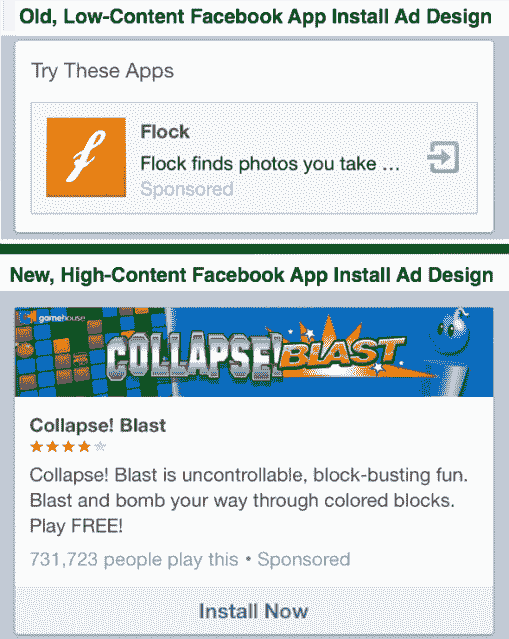 Old, Low-Content Facebook App Install Ad Design
Try These Apps
f
Flock
Flock finds photos you take ...
Sponsored
New, High-Content Facebook App Install Ad Design
gamehouse
COLLAPSE! BLAST
Collapse! Blast
Collapse! Blast is uncontrollable, block-busting fun.
Blast and bomb your way through colored blocks.
Play FREE!
731,723 people play this • Sponsored
Install Now